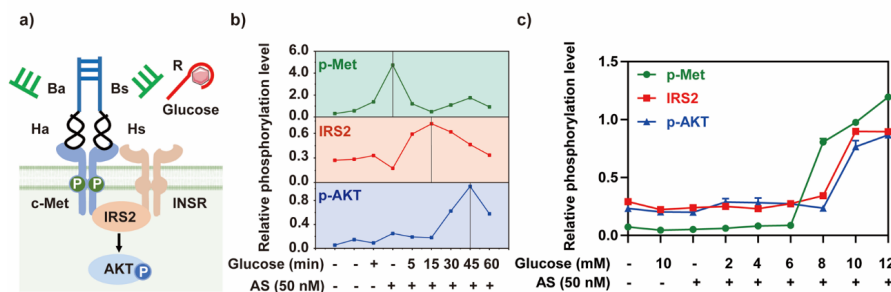 a)
Ba
Bs
R
Glucose
Ha
Hs
P P
c-Met
INSR
IRS2
AKT P
b)
Relative phosphorylation level
6.0
p-Met
4.0
2.0
0.0
IRS2
0.6
0.3
p-AKT
0.8
0.4
0.0
Glucose (min) - - + - 5 15 30 45 60
AS (50 nM) - - - + + + + + +
c)
Relative phosphorylation level
1.5
1.0
0.5
0.0
p-Met
IRS2
p-AKT
Glucose (mM) - 10 - 2 4 6 8 10 12
AS (50 nM) - - + + + + + + +